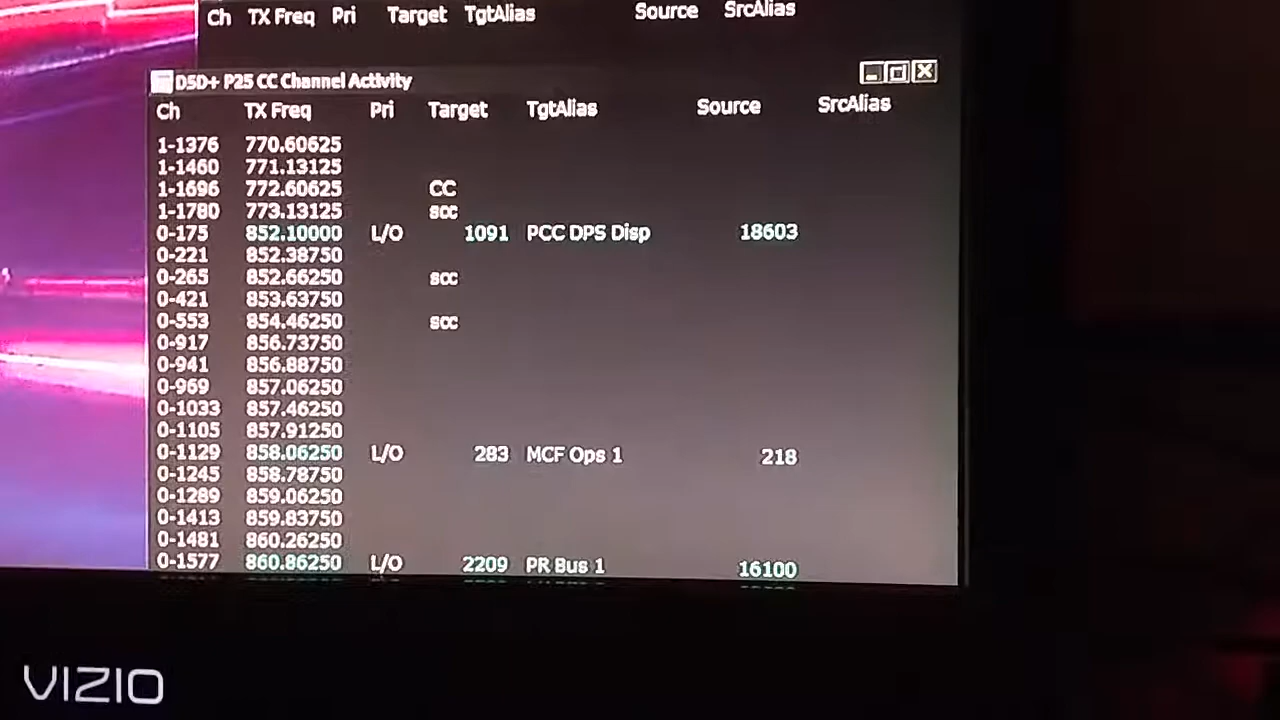 Ch TX Freq Pri Target TgtAlias Source SrcAlias
DSD+ P25 CC Channel Activity
Ch TX Freq Pri Target TgtAlias Source SrcAlias
1-1376 770.60625
1-1460 771.13125
1-1696 772.60625 CC
1-1780 773.13125 scc
0-175 852.10000 L/O 1091 PCC DPS Disp 18603
0-221 852.38750
0-265 852.66250 scc
0-421 853.63750
0-553 854.46250 scc
0-917 856.73750
0-941 856.88750
0-969 857.06250
0-1033 857.46250
0-1105 857.91250
0-1129 858.06250 L/O 283 MCF Ops 1 218
0-1245 858.78750
0-1289 859.06250
0-1413 859.83750
0-1481 860.26250
0-1577 860.86250 L/O 2209 PR Bus 1 16100
VIZIO